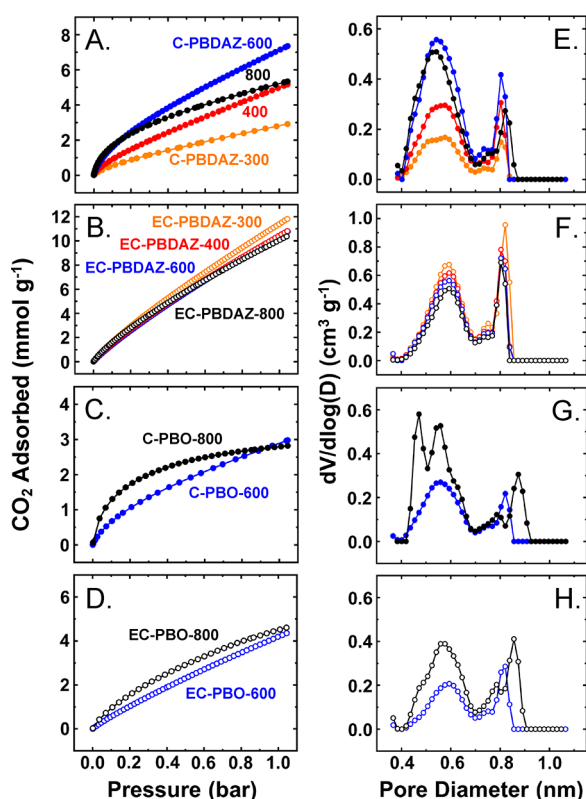 CO₂ Adsorbed (mmol g⁻¹)
A.
C-PBDAZ-600
800
400
C-PBDAZ-300
8
6
4
2
0
B.
EC-PBDAZ-300
EC-PBDAZ-400
EC-PBDAZ-600
EC-PBDAZ-800
12
10
8
6
4
2
0
C.
C-PBO-800
C-PBO-600
4
3
2
1
0
D.
EC-PBO-800
EC-PBO-600
6
4
2
0
0.0 0.2 0.4 0.6 0.8 1.0
Pressure (bar)
dV/dlog(D) (cm³ g⁻¹)
E.
0.6
0.4
0.2
0.0
F.
1.0
0.8
0.6
0.4
0.2
0.0
G.
0.6
0.4
0.2
0.0
H.
0.6
0.4
0.2
0.0
0.4 0.6 0.8 1.0
Pore Diameter (nm)